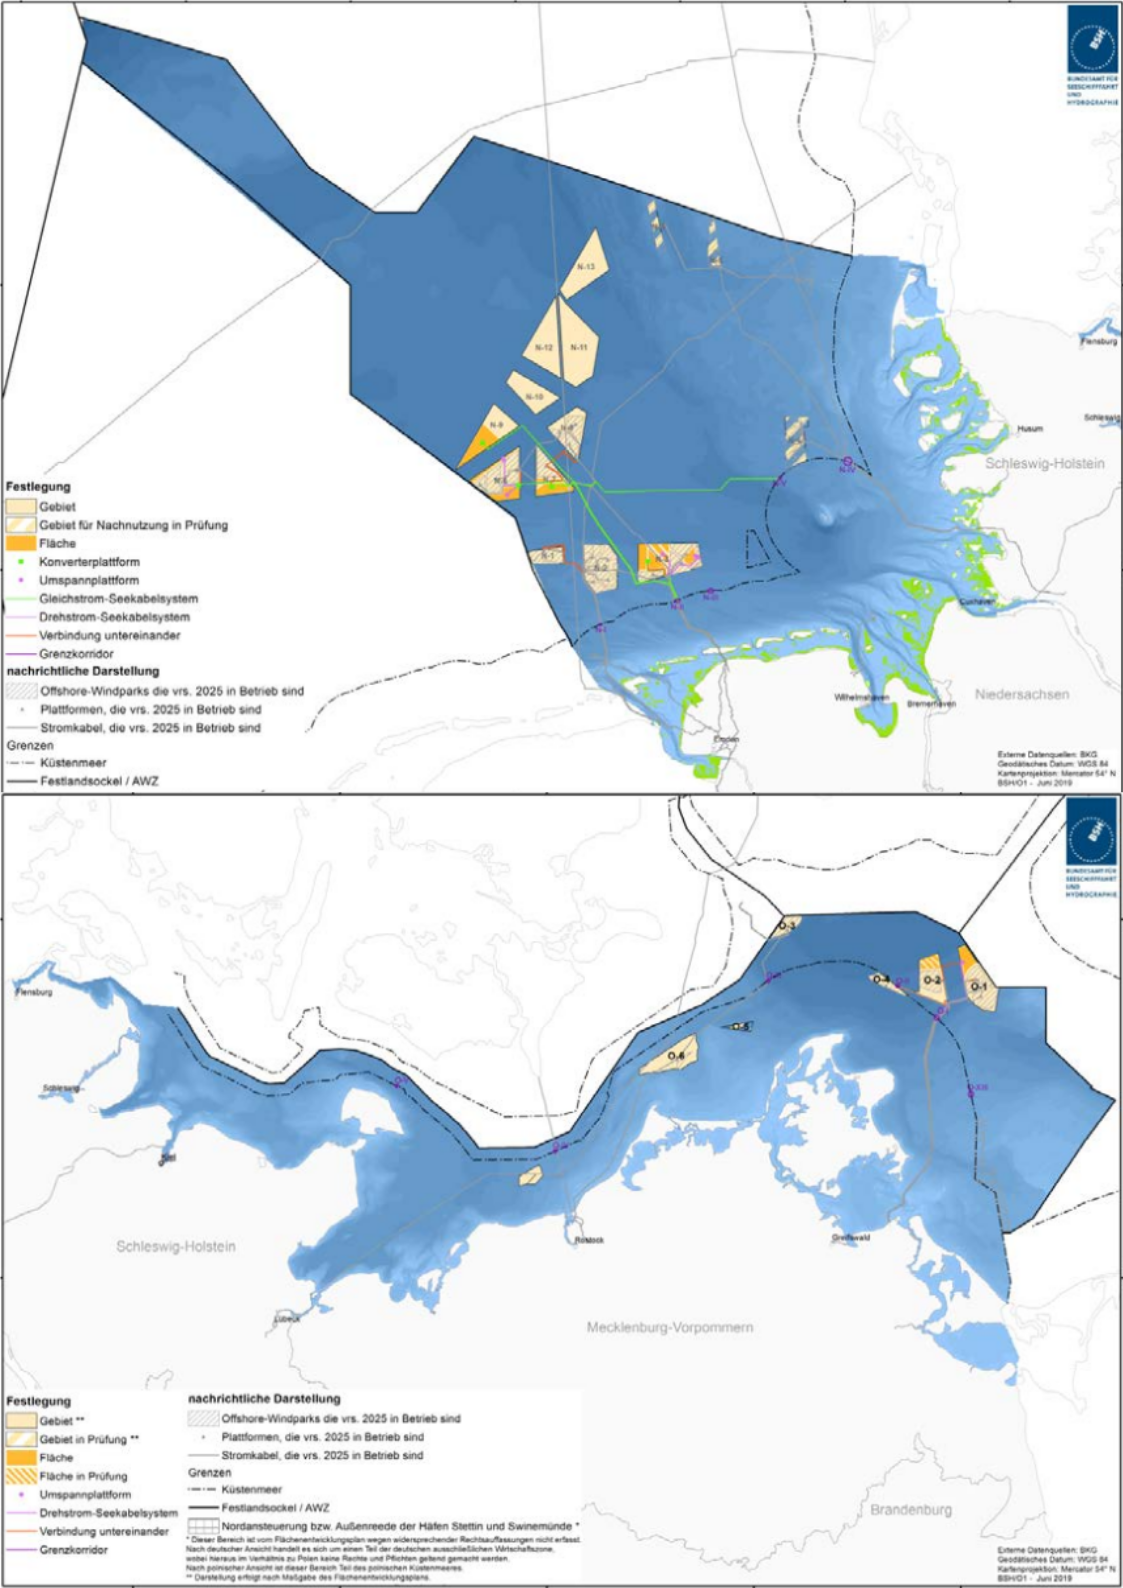 BSH
BUNDESAMT FÜR
SEESCHIFFFAHRT
UND
HYDROGRAPHIE
N-13
N-12
N-11
N-10
N-9
N-8
N-7
N-1
N-2
N-3
N-IV
N-V
N-III
N-II
N-I
Flensburg
Schleswig
Husum
Schleswig-Holstein
Cuxhaven
Wilhelmshaven
Bremerhaven
Niedersachsen
Emden
Festlegung
Gebiet
Gebiet für Nachnutzung in Prüfung
Fläche
Konverterplattform
Umspannplattform
Gleichstrom-Seekabelsystem
Drehstrom-Seekabelsystem
Verbindung untereinander
Grenzkorridor
nachrichtliche Darstellung
Offshore-Windparks die vrs. 2025 in Betrieb sind
Plattformen, die vrs. 2025 in Betrieb sind
Stromkabel, die vrs. 2025 in Betrieb sind
Grenzen
Küstenmeer
Festlandsockel / AWZ
Externe Datenquellen: BKG
Geodätisches Datum: WGS 84
Kartenprojektion: Mercator 54° N
BSH/O1 - Juni 2019
BSH
BUNDESAMT FÜR
SEESCHIFFFAHRT
UND
HYDROGRAPHIE
O-3
O-4
O-2
O-1
O-5
O-6
O-XIII
Flensburg
Schleswig
Kiel
Schleswig-Holstein
Lübeck
Rostock
Greifswald
Mecklenburg-Vorpommern
Brandenburg
Festlegung
Gebiet **
Gebiet in Prüfung **
Fläche
Fläche in Prüfung
Umspannplattform
Drehstrom-Seekabelsystem
Verbindung untereinander
Grenzkorridor
nachrichtliche Darstellung
Offshore-Windparks die vrs. 2025 in Betrieb sind
Plattformen, die vrs. 2025 in Betrieb sind
Stromkabel, die vrs. 2025 in Betrieb sind
Grenzen
Küstenmeer
Festlandsockel / AWZ
Nordansteuerung bzw. Außenreede der Häfen Stettin und Swinemünde *
* Dieser Bereich ist vom Flächenentwicklungsplan wegen widersprechender Rechtsauffassungen nicht erfasst.
Nach deutscher Ansicht handelt es sich um einen Teil der deutschen ausschließlichen Wirtschaftszone,
wobei hieraus im Verhältnis zu Polen keine Rechte und Pflichten geltend gemacht werden.
Nach polnischer Ansicht ist dieser Bereich Teil des polnischen Küstenmeeres.
** Darstellung erfolgt nach Maßgabe des Flächenentwicklungsplans.
Externe Datenquellen: BKG
Geodätisches Datum: WGS 84
Kartenprojektion: Mercator 54° N
BSH/O1 - Juni 2019